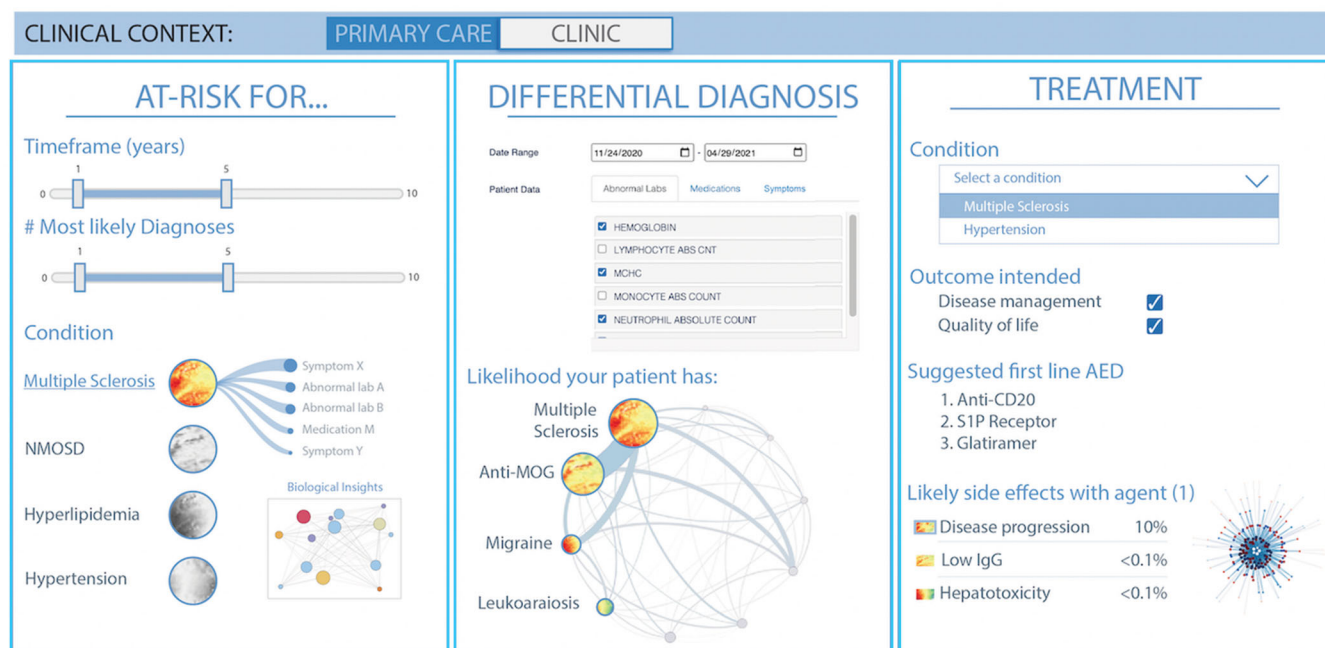 CLINICAL CONTEXT:
PRIMARY CARE
CLINIC
AT-RISK FOR...
Timeframe (years)
1
5
0
10
# Most likely Diagnoses
1
5
0
10
Condition
Multiple Sclerosis
Symptom X
Abnormal lab A
Abnormal lab B
Medication M
Symptom Y
NMOSD
Hyperlipidemia
Hypertension
Biological Insights
DIFFERENTIAL DIAGNOSIS
Date Range
11/24/2020
-
04/29/2021
Patient Data
Abnormal Labs
Medications
Symptoms
HEMOGLOBIN
LYMPHOCYTE ABS CNT
MCHC
MONOCYTE ABS COUNT
NEUTROPHIL ABSOLUTE COUNT
Likelihood your patient has:
Multiple
Sclerosis
Anti-MOG
Migraine
Leukoaraiosis
TREATMENT
Condition
Select a condition
Multiple Sclerosis
Hypertension
Outcome intended
Disease management
Quality of life
Suggested first line AED
1. Anti-CD20
2. S1P Receptor
3. Glatiramer
Likely side effects with agent (1)
Disease progression 10%
Low IgG <0.1%
Hepatotoxicity <0.1%